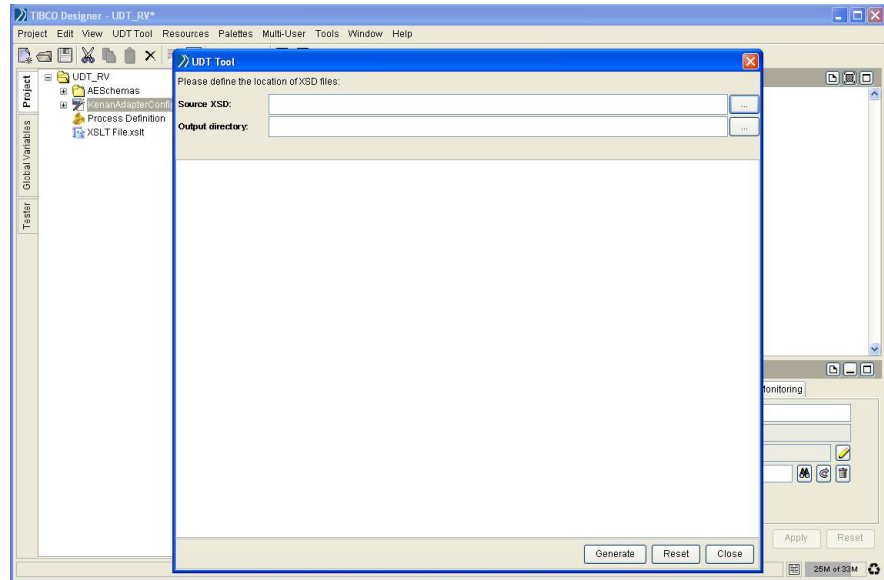 TIBCO Designer - UDT_RV*
Project Edit View UDT Tool Resources Palettes Multi-User Tools Window Help
UDT Tool
Please define the location of XSD files:
Source XSD:
...
Output directory:
...
Generate Reset Close
Project
Global Variables
Tester
UDT_RV
AESchemas
KenanAdapterConfi
Process Definition
XSLT File.xslt
Monitoring
Apply Reset
25M of 33M